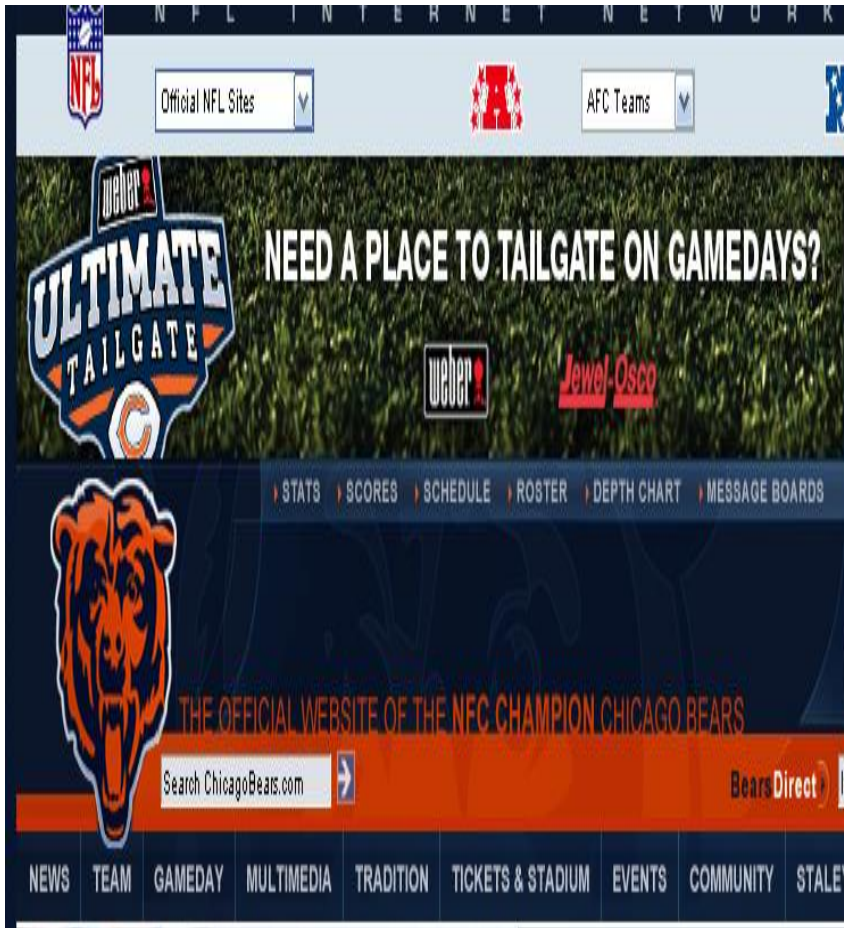 NFL INTERNET NETWORK
NFL
Official NFL Sites
AFC Teams
weber
ULTIMATE
TAILGATE
NEED A PLACE TO TAILGATE ON GAMEDAYS?
weber Jewel-Osco
STATS SCORES SCHEDULE ROSTER DEPTH CHART MESSAGE BOARDS
THE OFFICIAL WEBSITE OF THE NFC CHAMPION CHICAGO BEARS
Search ChicagoBears.com
BearsDirect
NEWS TEAM GAMEDAY MULTIMEDIA TRADITION TICKETS & STADIUM EVENTS COMMUNITY STALEY